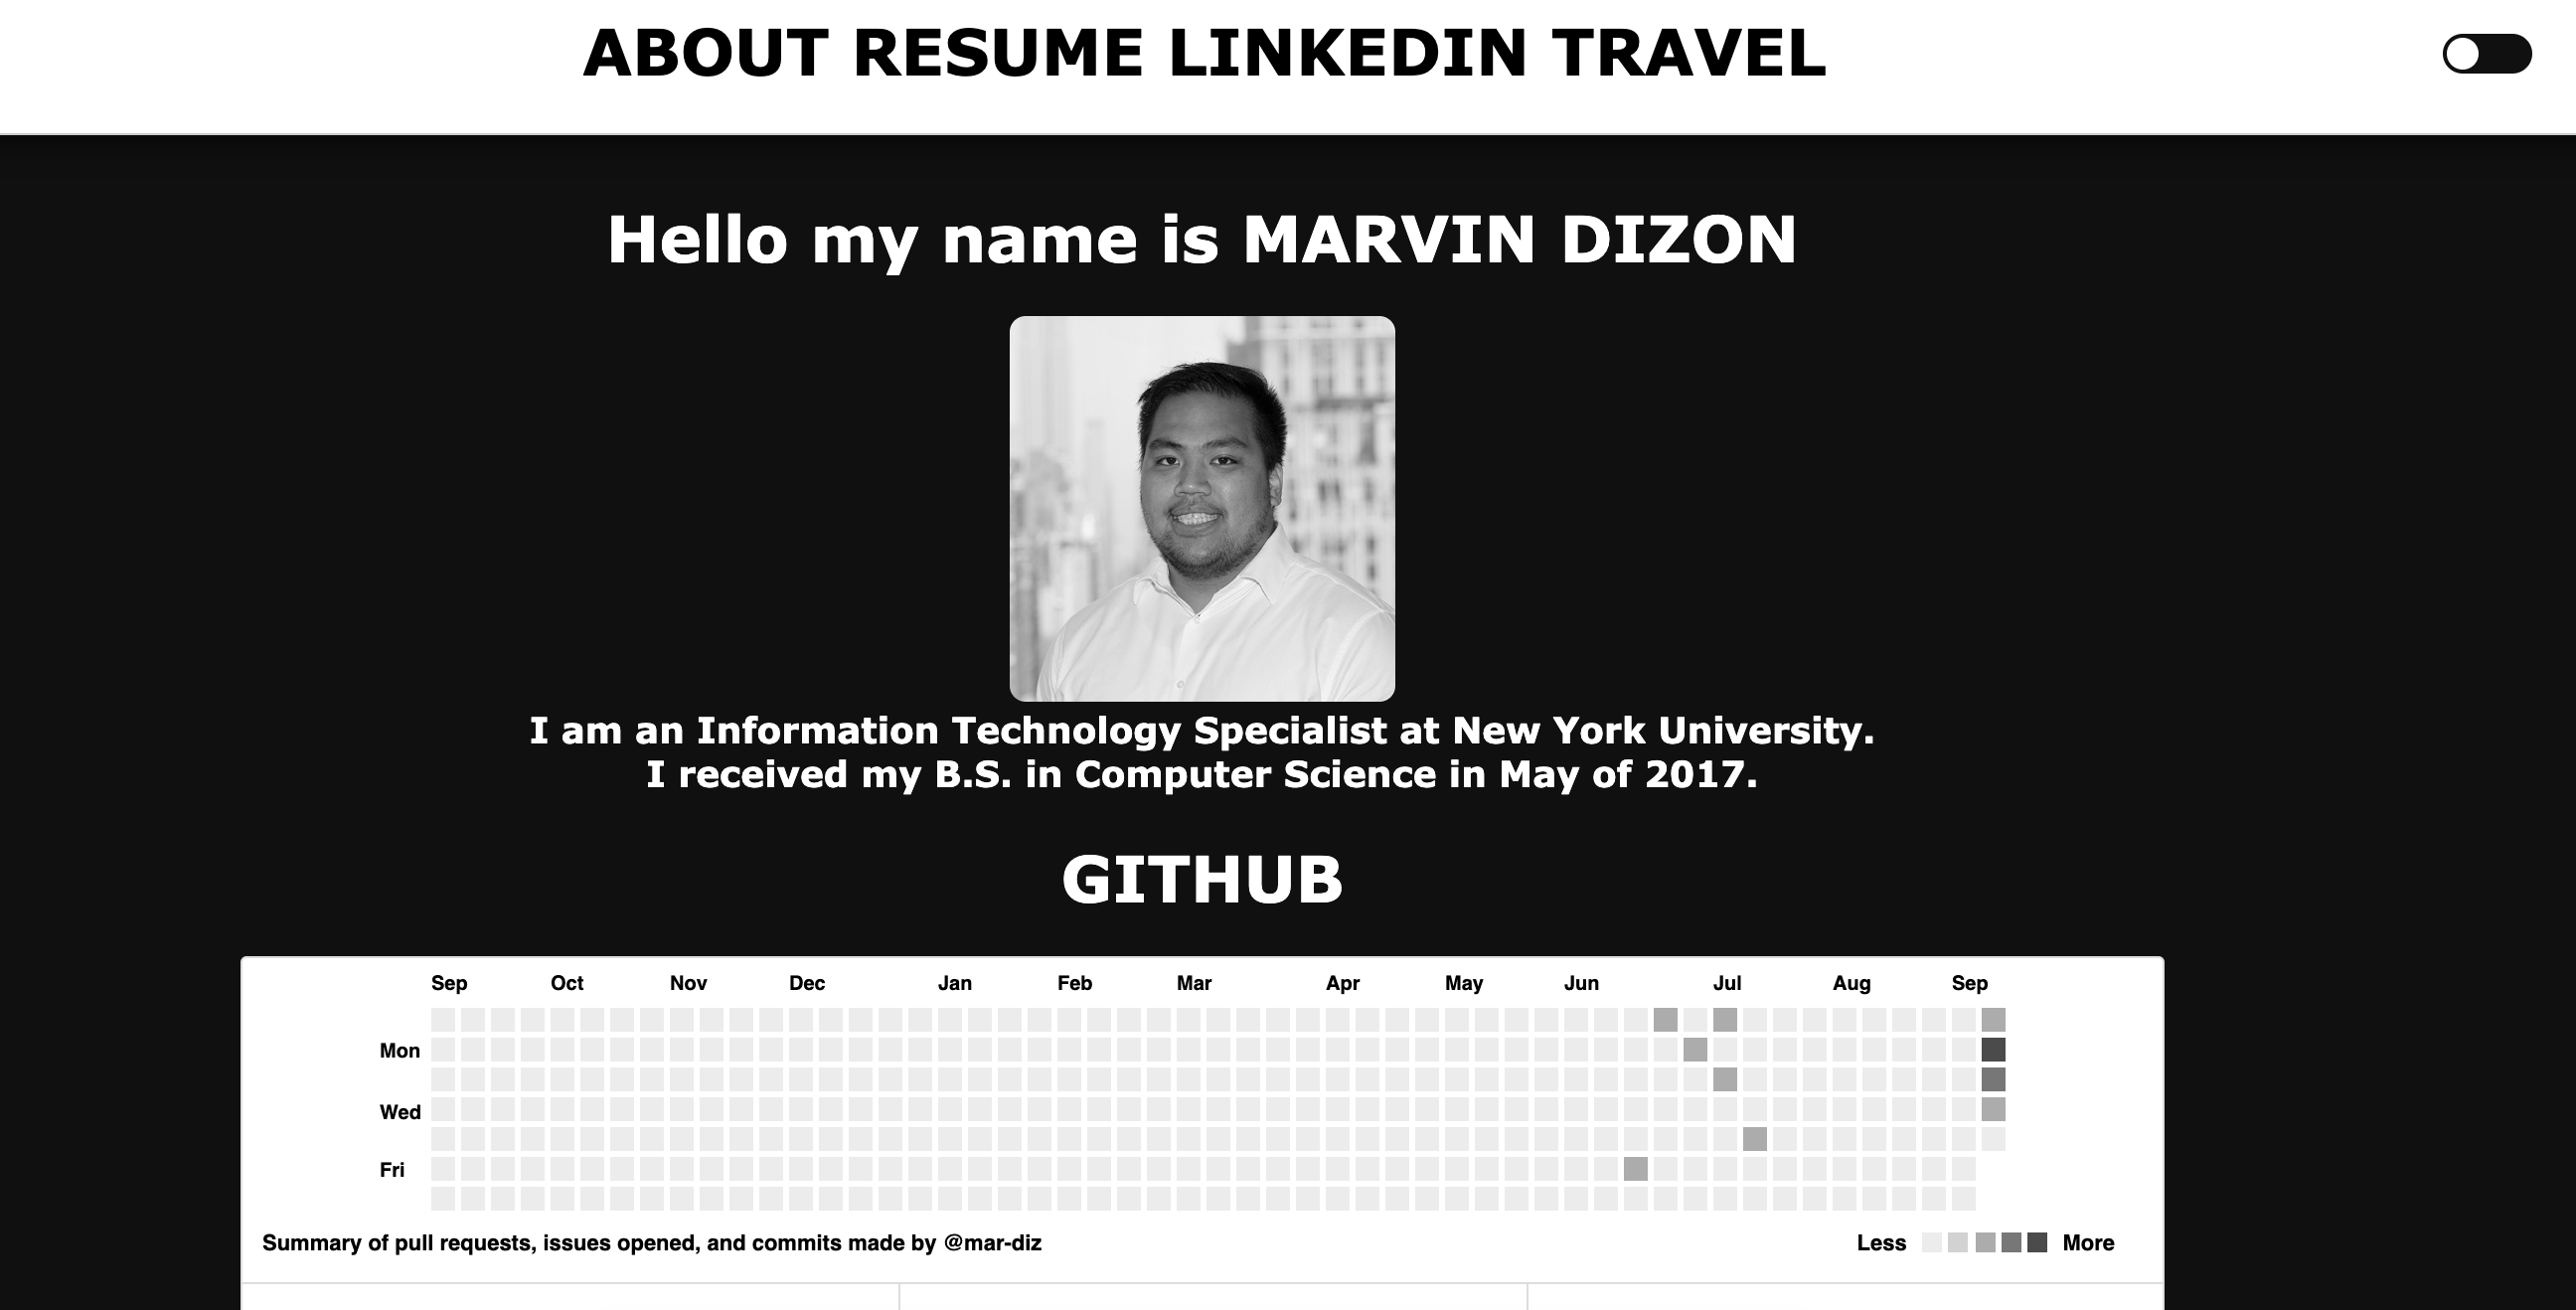 ABOUT RESUME LINKEDIN TRAVEL
Hello my name is MARVIN DIZON
I am an Information Technology Specialist at New York University.
I received my B.S. in Computer Science in May of 2017.
GITHUB
Sep Oct Nov Dec Jan Feb Mar Apr May Jun Jul Aug Sep
Mon
Wed
Fri
Summary of pull requests, issues opened, and commits made by @mar-diz
Less More